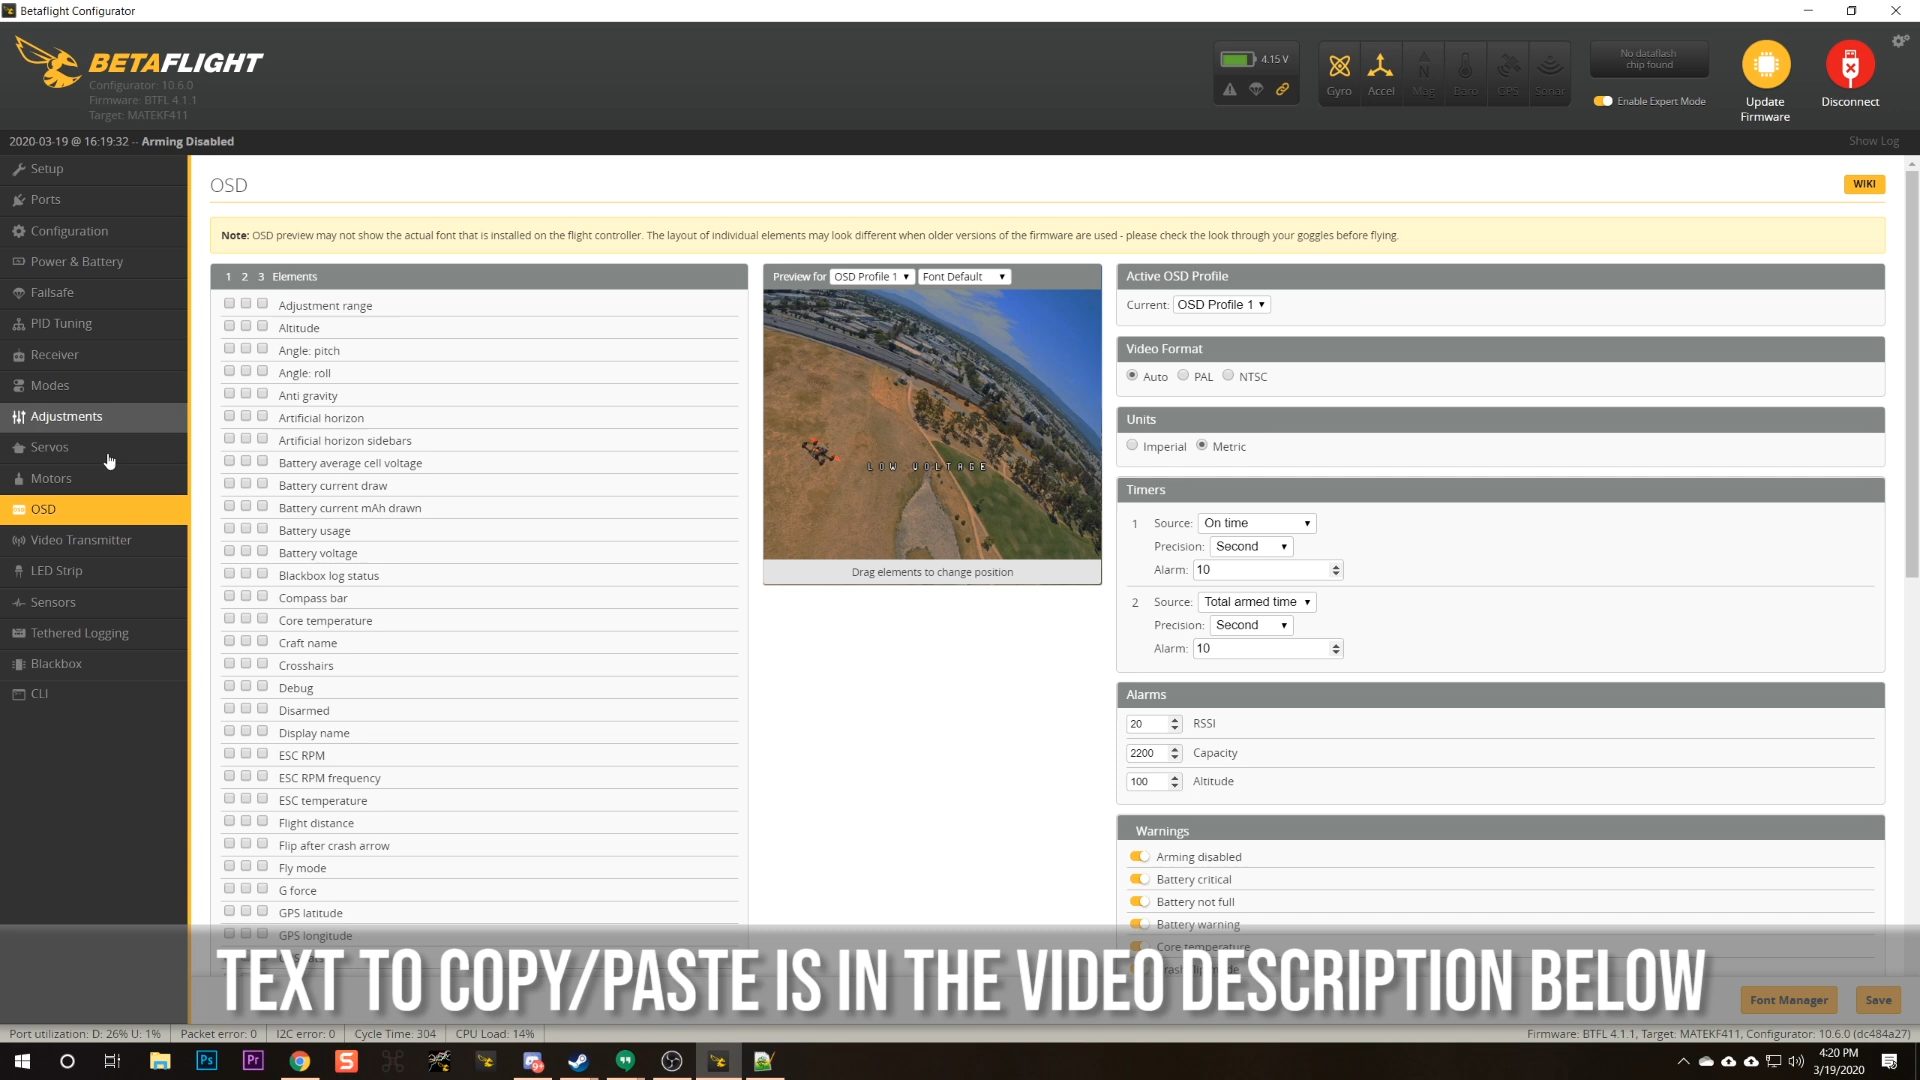 Betaflight Configurator
BETAFLIGHT
Configurator: 10.6.0
Firmware: BTFL 4.1.1
Target: MATEKF411
4.15 V
Gyro
Accel
Mag
Baro
GPS
Sonar
No dataflash
chip found
Enable Expert Mode
Update
Firmware
Disconnect
2020-03-19 @ 16:19:32 -- Arming Disabled
Show Log
Setup
Ports
Configuration
Power & Battery
Failsafe
PID Tuning
Receiver
Modes
Adjustments
Servos
Motors
OSD
Video Transmitter
LED Strip
Sensors
Tethered Logging
Blackbox
CLI
OSD
WIKI
Note: OSD preview may not show the actual font that is installed on the flight controller. The layout of individual elements may look different when older versions of the firmware are used - please check the look through your goggles before flying.
1 2 3 Elements
Adjustment range
Altitude
Angle: pitch
Angle: roll
Anti gravity
Artificial horizon
Artificial horizon sidebars
Battery average cell voltage
Battery current draw
Battery current mAh drawn
Battery usage
Battery voltage
Blackbox log status
Compass bar
Core temperature
Craft name
Crosshairs
Debug
Disarmed
Display name
ESC RPM
ESC RPM frequency
ESC temperature
Flight distance
Flip after crash arrow
Fly mode
G force
GPS latitude
GPS longitude
Preview for OSD Profile 1 Font Default
LOW VOLTAGE
Drag elements to change position
Active OSD Profile
Current: OSD Profile 1
Video Format
Auto PAL NTSC
Units
Imperial Metric
Timers
1 Source: On time
Precision: Second
Alarm: 10
2 Source: Total armed time
Precision: Second
Alarm: 10
Alarms
20 RSSI
2200 Capacity
100 Altitude
Warnings
Arming disabled
Battery critical
Battery not full
Battery warning
Core temperature
TEXT TO COPY/PASTE IS IN THE VIDEO DESCRIPTION BELOW
Font Manager
Save
Port utilization: D: 26% U: 1%
Packet error: 0
I2C error: 0
Cycle Time: 304
CPU Load: 14%
Firmware: BTFL 4.1.1, Target: MATEKF411, Configurator: 10.6.0 (dc484a27)
Ps
Pr
9+
4:20 PM
3/19/2020